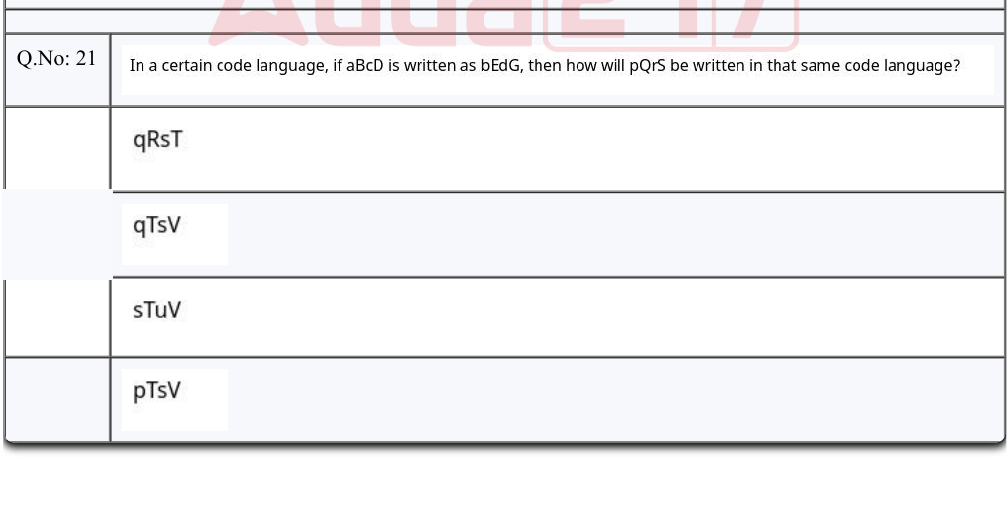 Adda247
Q.No: 21
In a certain code language, if aBcD is written as bEdG, then how will pQrS be written in that same code language?
qRsT
qTsV
sTuV
pTsV